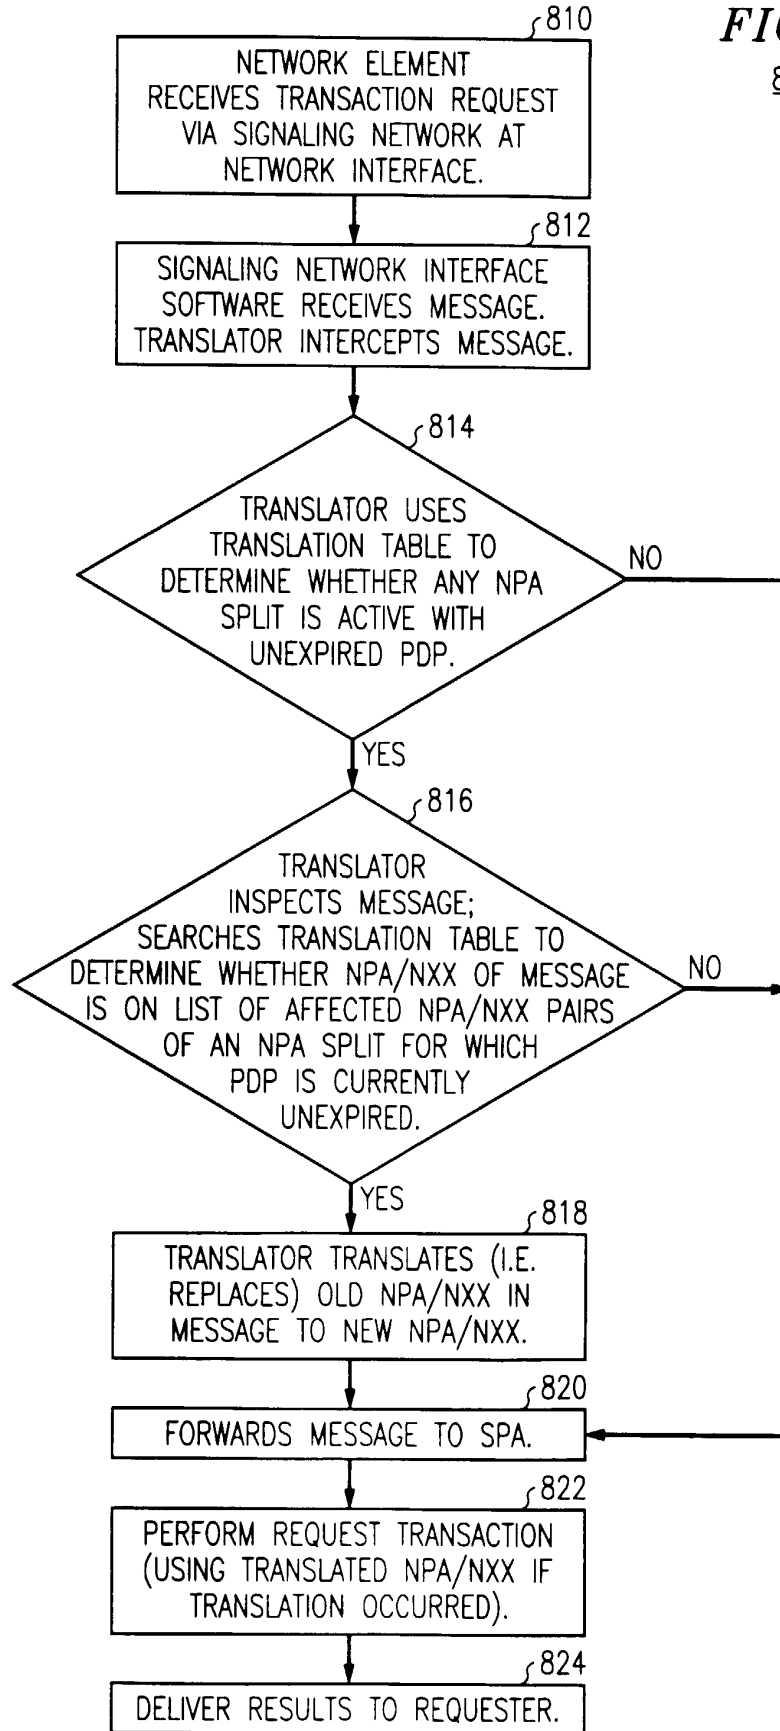 810
FIG
8
NETWORK ELEMENT
RECEIVES TRANSACTION REQUEST
VIA SIGNALING NETWORK AT
NETWORK INTERFACE.
812
SIGNALING NETWORK INTERFACE
SOFTWARE RECEIVES MESSAGE.
TRANSLATOR INTERCEPTS MESSAGE.
814
TRANSLATOR USES
TRANSLATION TABLE TO
DETERMINE WHETHER ANY NPA
SPLIT IS ACTIVE WITH
UNEXPIRED PDP.
NO
YES
816
TRANSLATOR
INSPECTS MESSAGE;
SEARCHES TRANSLATION TABLE TO
DETERMINE WHETHER NPA/NXX OF MESSAGE
IS ON LIST OF AFFECTED NPA/NXX PAIRS
OF AN NPA SPLIT FOR WHICH
PDP IS CURRENTLY
UNEXPIRED.
NO
YES
818
TRANSLATOR TRANSLATES (I.E.
REPLACES) OLD NPA/NXX IN
MESSAGE TO NEW NPA/NXX.
820
FORWARDS MESSAGE TO SPA.
822
PERFORM REQUEST TRANSACTION
(USING TRANSLATED NPA/NXX IF
TRANSLATION OCCURRED).
824
DELIVER RESULTS TO REQUESTER.